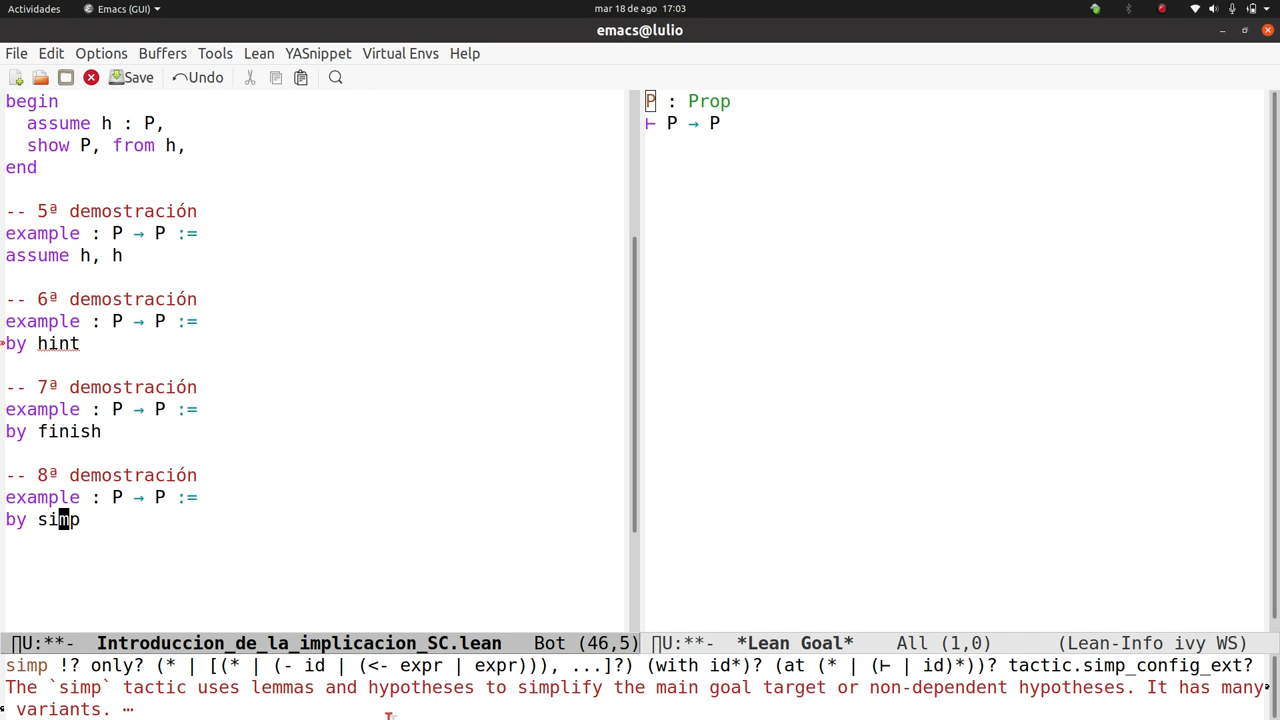 Actividades Emacs (GUI) mar 18 de ago 17:03
emacs@lulio
File Edit Options Buffers Tools Lean YASnippet Virtual Envs Help
Save Undo
begin
assume h : P,
show P, from h,
end
-- 5ª demostración
example : P → P :=
assume h, h
-- 6ª demostración
example : P → P :=
by hint
-- 7ª demostración
example : P → P :=
by finish
-- 8ª demostración
example : P → P :=
by simp
P : Prop
⊢ P → P
U:**- Introduccion_de_la_implicacion_SC.lean Bot (46,5)
U:**- *Lean Goal* All (1,0) (Lean-Info ivy WS)
simp !? only? (* | [(* | (- id | (<- expr | expr))), ...]?) (with id*)? (at (* | (⊢ | id)*))? tactic.simp_config_ext?
The `simp` tactic uses lemmas and hypotheses to simplify the main goal target or non-dependent hypotheses. It has many
variants. ⋯